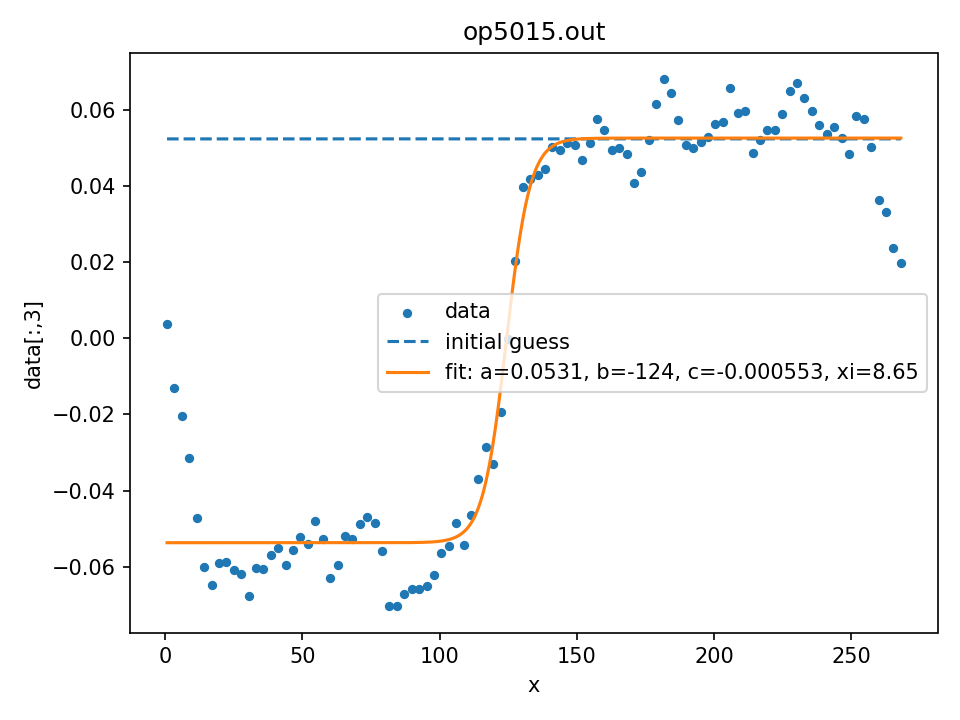 op5015.out
0.06
0.04
0.02
0.00
−0.02
−0.04
−0.06
data[:,3]
data
initial guess
fit: a=0.0531, b=-124, c=-0.000553, xi=8.65
0 50 100 150 200 250
x